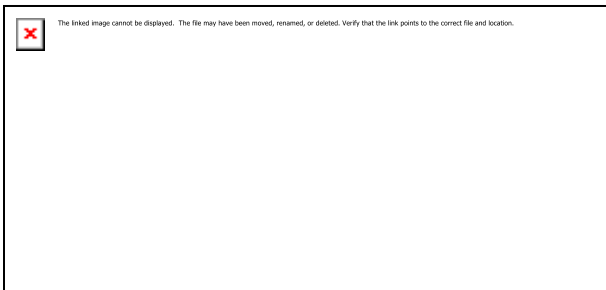 The linked image cannot be displayed.  The file may have been moved, renamed, or deleted. Verify that the link points to the correct file and location.